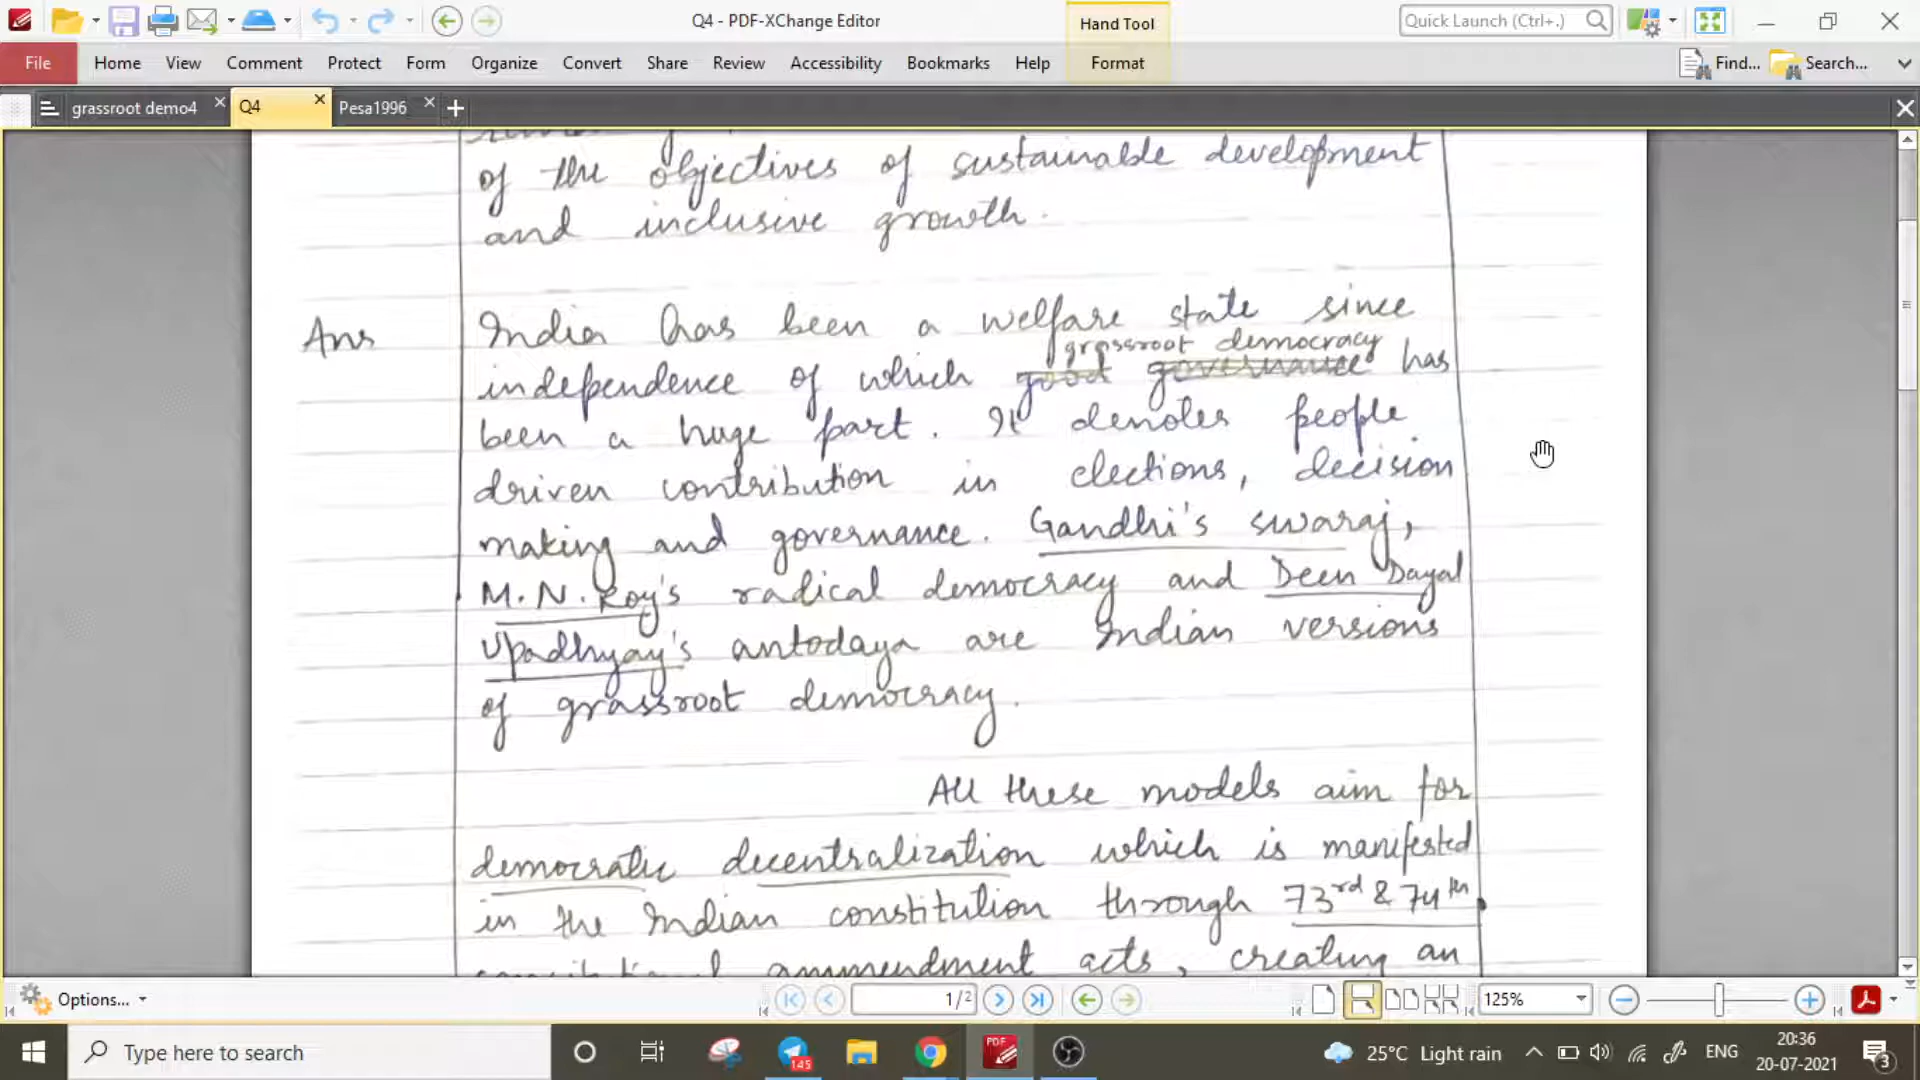 Q4 - PDF-XChange Editor
Hand Tool
Quick Launch (Ctrl+.)
File Home View Comment Protect Form Organize Convert Share Review Accessibility Bookmarks Help Format Find... Search...
grassroot demo4 Q4 Pesa1996
of the objectives of sustainable development
and inclusive growth.
Ans India has been a welfare state since
grassroot democracy
independence of which good governance has
been a huge part. It denotes people
driven contribution in elections, decision
making and governance. Gandhi's swaraj,
M.N. Roy's radical democracy and Deen Dayal
Upadhyay's antodaya are Indian versions
of grassroot democracy.
All these models aim for
democratic decentralization which is manifested
in the Indian constitution through 73rd & 74th
ammendment acts, creating an
Options... 1/2 125%
Type here to search
145
PDF
25°C Light rain ENG
20:36
20-07-2021
3